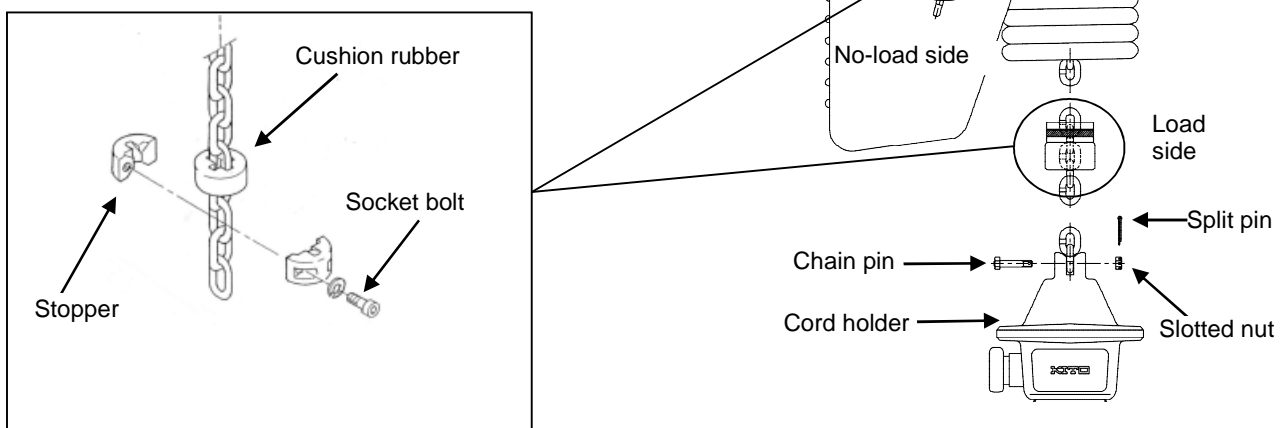 Cushion rubber
Socket bolt
Stopper
No-load side
Load
side
Split pin
Chain pin
Cord holder
Slotted nut
KITO